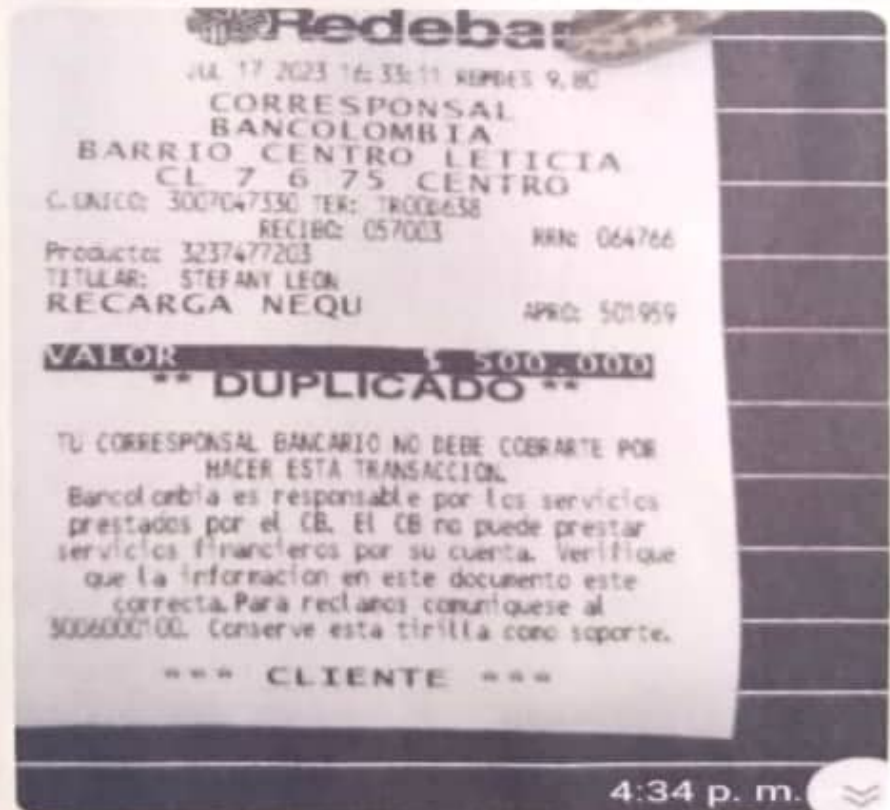 Redeban
JUL 17 2023 16:33:11 RBMDES 9.80
CORRESPONSAL
BANCOLOMBIA
BARRIO CENTRO LETICIA
CL 7 6 75 CENTRO
C.UNICO: 3007047330 TER: TR00b638
RECIBO: 057003 RRN: 064766
Producto: 3237477203
TITULAR: STEFANY LEON
RECARGA NEQU APRO: 501959
VALOR $ 500.000
** DUPLICADO **
TU CORRESPONSAL BANCARIO NO DEBE COBRARTE POR
HACER ESTA TRANSACCION.
Bancolombia es responsable por los servicios
prestados por el CB. El CB no puede prestar
servicios financieros por su cuenta. Verifique
que la informacion en este documento este
correcta. Para reclamos comuniquese al
3006000100. Conserve esta tirilla como soporte.
*** CLIENTE ***
4:34 p. m.